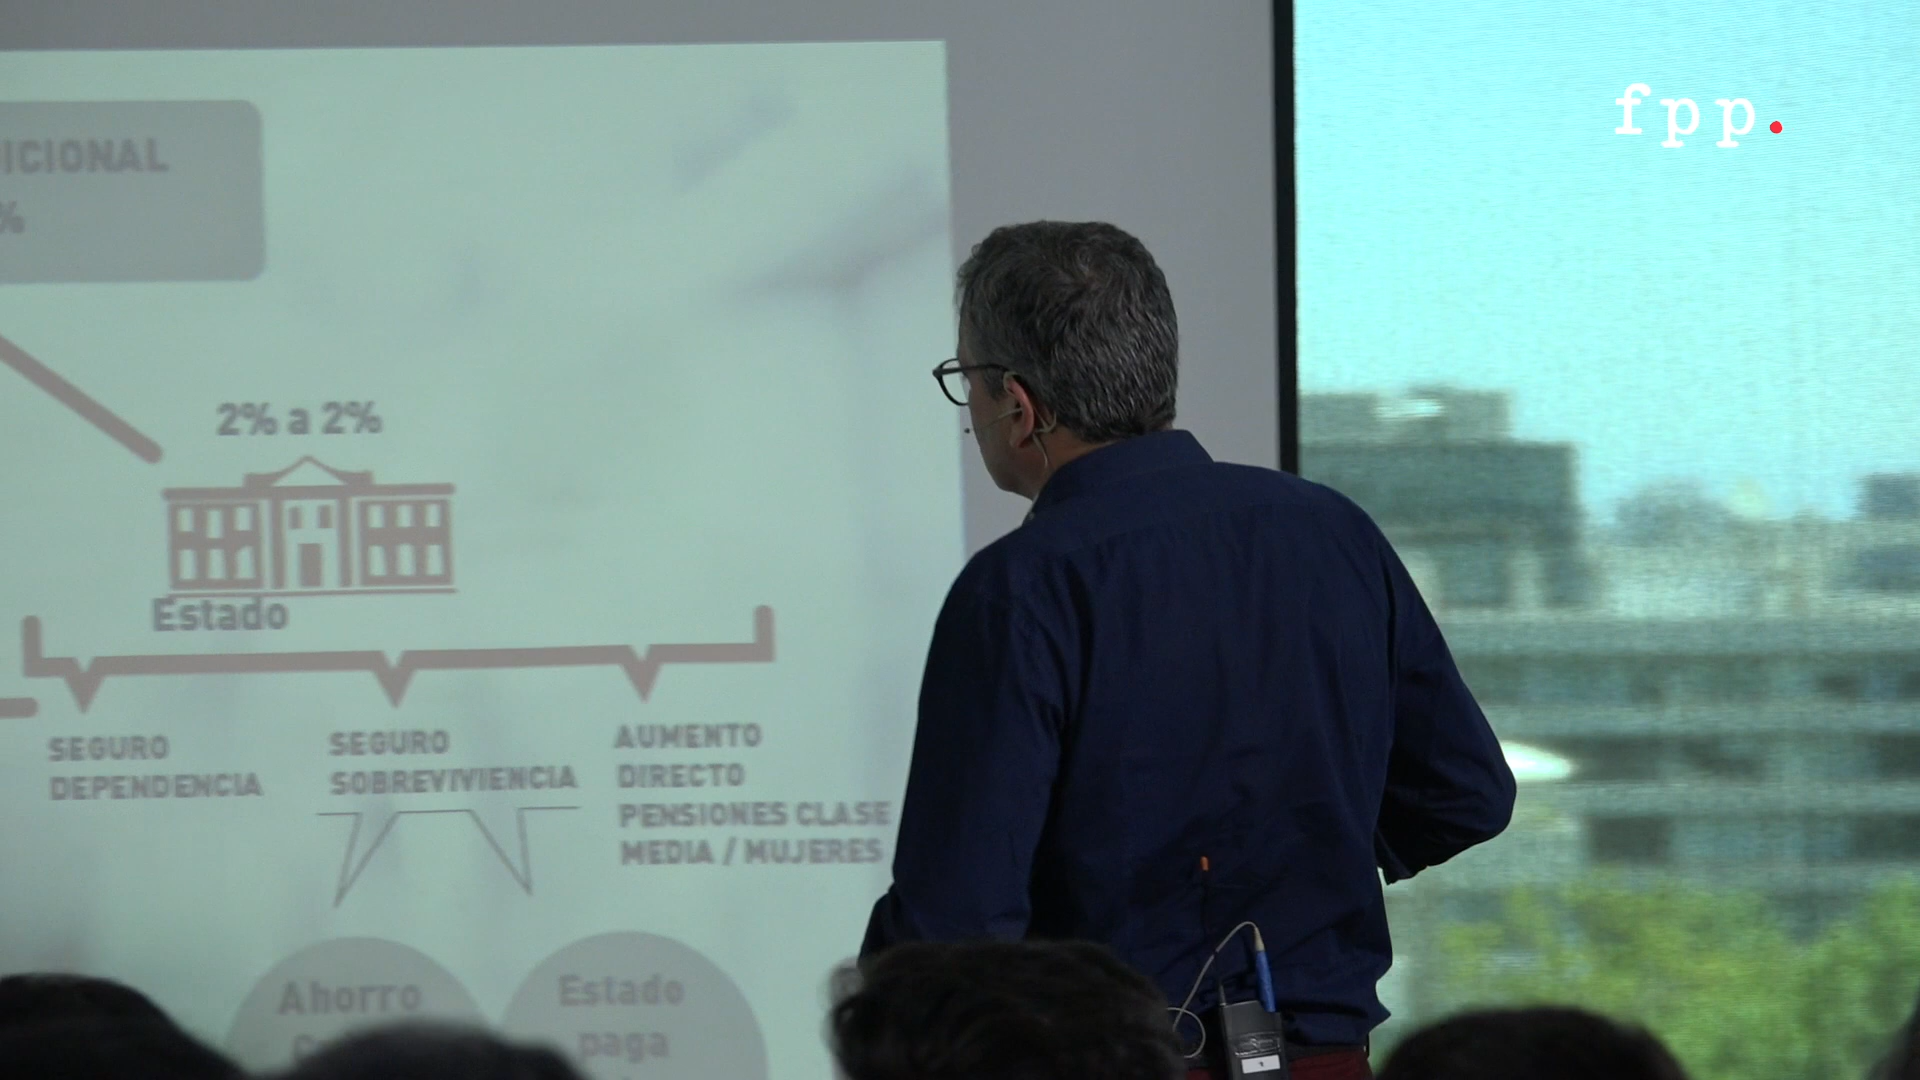 fpp.
ICIONAL
%
2% a 2%
Estado
SEGURO
DEPENDENCIA
SEGURO
SOBREVIVIENCIA
AUMENTO
DIRECTO
PENSIONES CLASE
MEDIA / MUJERES
Ahorro
Estado
paga